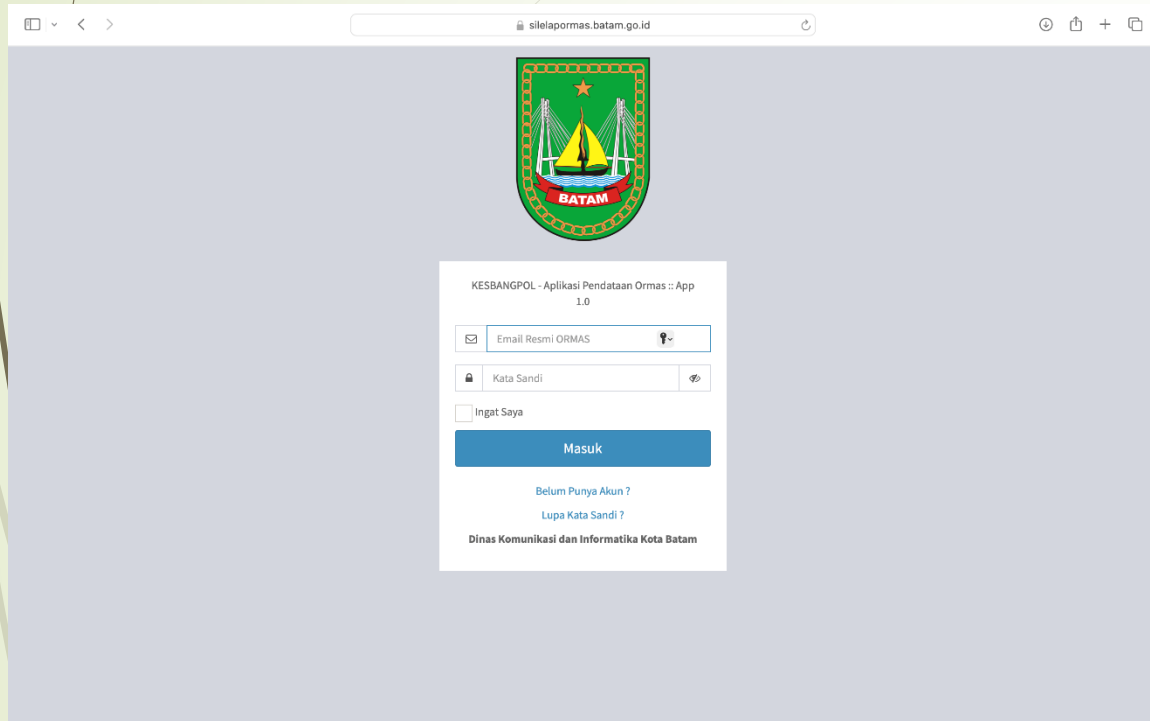 silelapormas.batam.go.id
BATAM
KESBANGPOL - Aplikasi Pendataan Ormas :: App
1.0
Email Resmi ORMAS
Kata Sandi
Ingat Saya
Masuk
Belum Punya Akun ?
Lupa Kata Sandi ?
Dinas Komunikasi dan Informatika Kota Batam